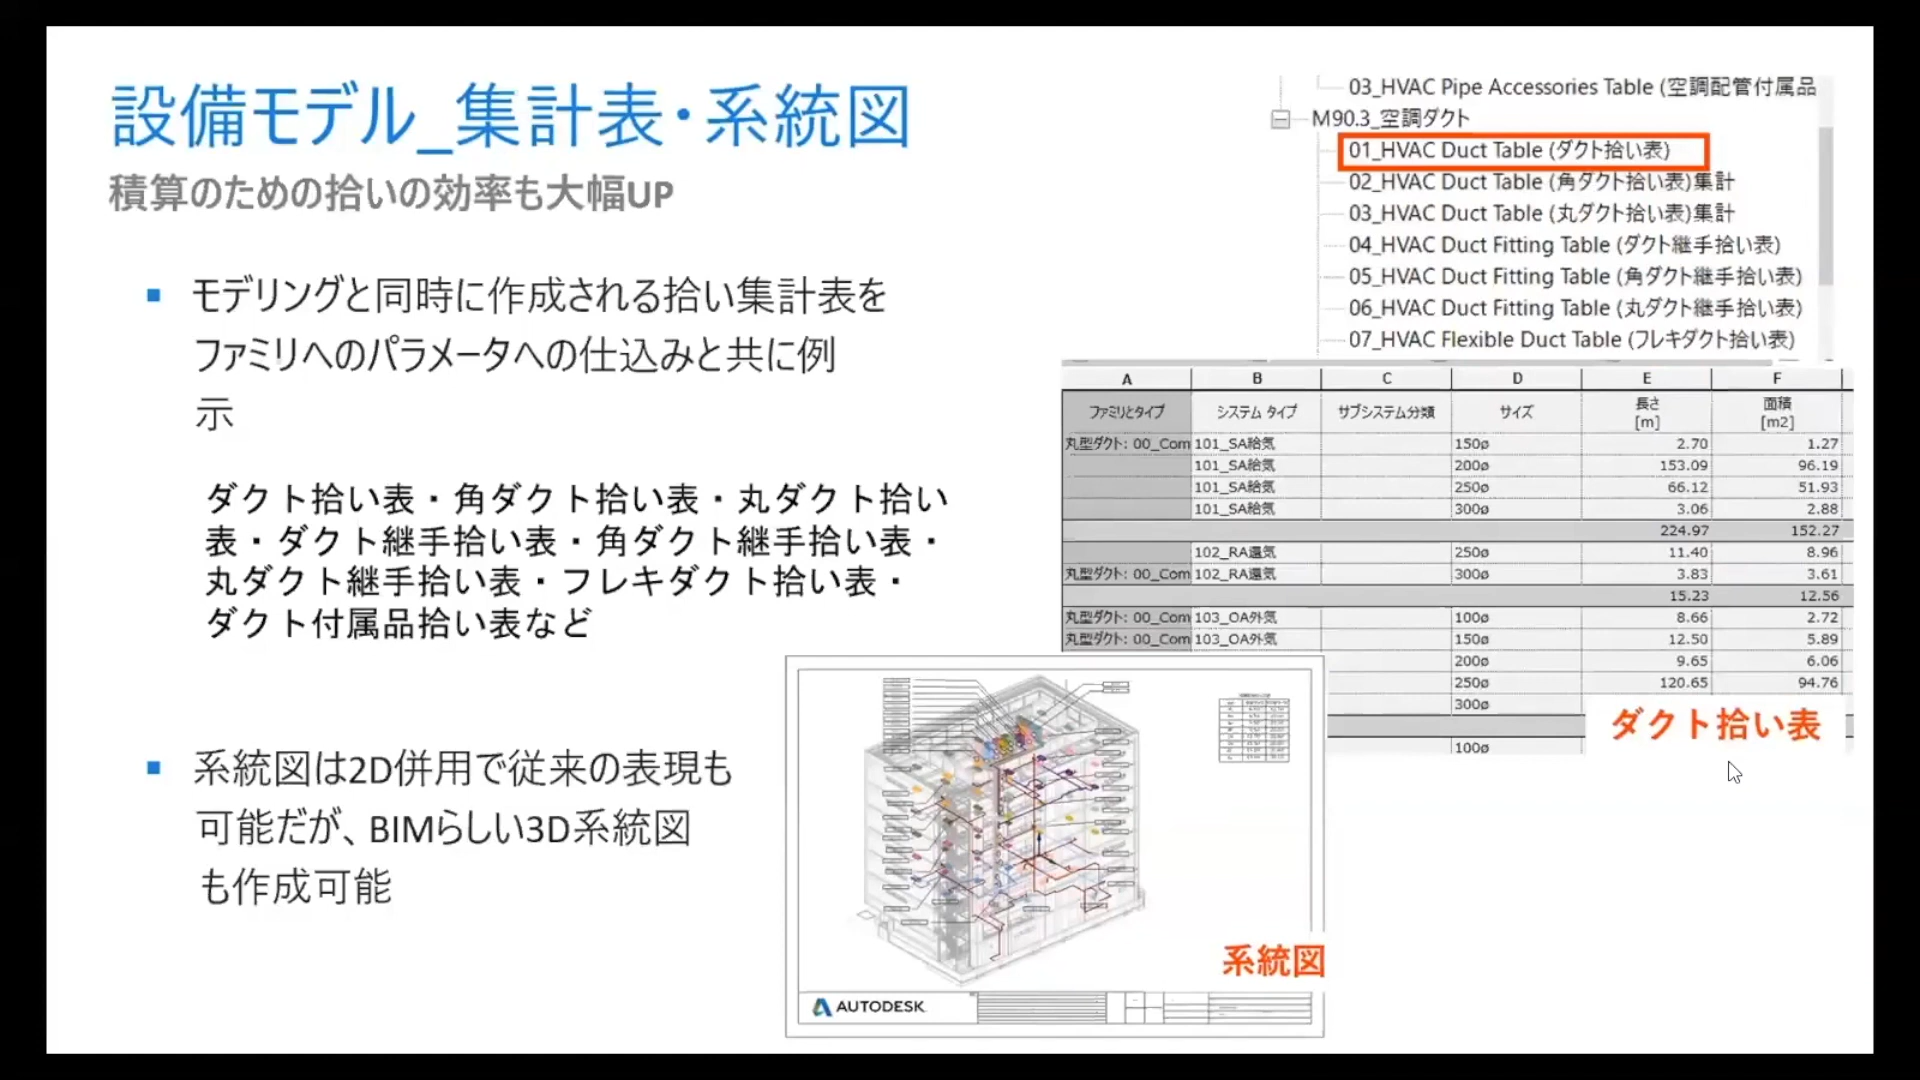 設備モデル_集計表・系統図
積算のための拾いの効率も大幅UP
モデリングと同時に作成される拾い集計表を
ファミリへのパラメータへの仕込みと共に例
示
ダクト拾い表・角ダクト拾い表・丸ダクト拾い
表・ダクト継手拾い表・角ダクト継手拾い表・
丸ダクト継手拾い表・フレキダクト拾い表・
ダクト付属品拾い表など
系統図は2D併用で従来の表現も
可能だが、BIMらしい3D系統図
も作成可能
03_HVAC Pipe Accessories Table (空調配管付属品
M90.3_空調ダクト
01_HVAC Duct Table (ダクト拾い表)
02_HVAC Duct Table (角ダクト拾い表)集計
03_HVAC Duct Table (丸ダクト拾い表)集計
04_HVAC Duct Fitting Table (ダクト継手拾い表)
05_HVAC Duct Fitting Table (角ダクト継手拾い表)
06_HVAC Duct Fitting Table (丸ダクト継手拾い表)
07_HVAC Flexible Duct Table (フレキダクト拾い表)
A B C D E F
ファミリとタイプ システム タイプ サブシステム分類 サイズ 長さ [m] 面積 [m2]
丸型ダクト: 00_Com 101_SA給気 150ø 2.70 1.27
101_SA給気 200ø 153.09 96.19
101_SA給気 250ø 66.12 51.93
101_SA給気 300ø 3.06 2.88
224.97 152.27
102_RA還気 250ø 11.40 8.96
丸型ダクト: 00_Com 102_RA還気 300ø 3.83 3.61
15.23 12.56
丸型ダクト: 00_Com 103_OA外気 100ø 8.66 2.72
丸型ダクト: 00_Com 103_OA外気 150ø 12.50 5.89
200ø 9.65 6.06
250ø 120.65 94.76
300ø
100ø
ダクト拾い表
系統図
AUTODESK